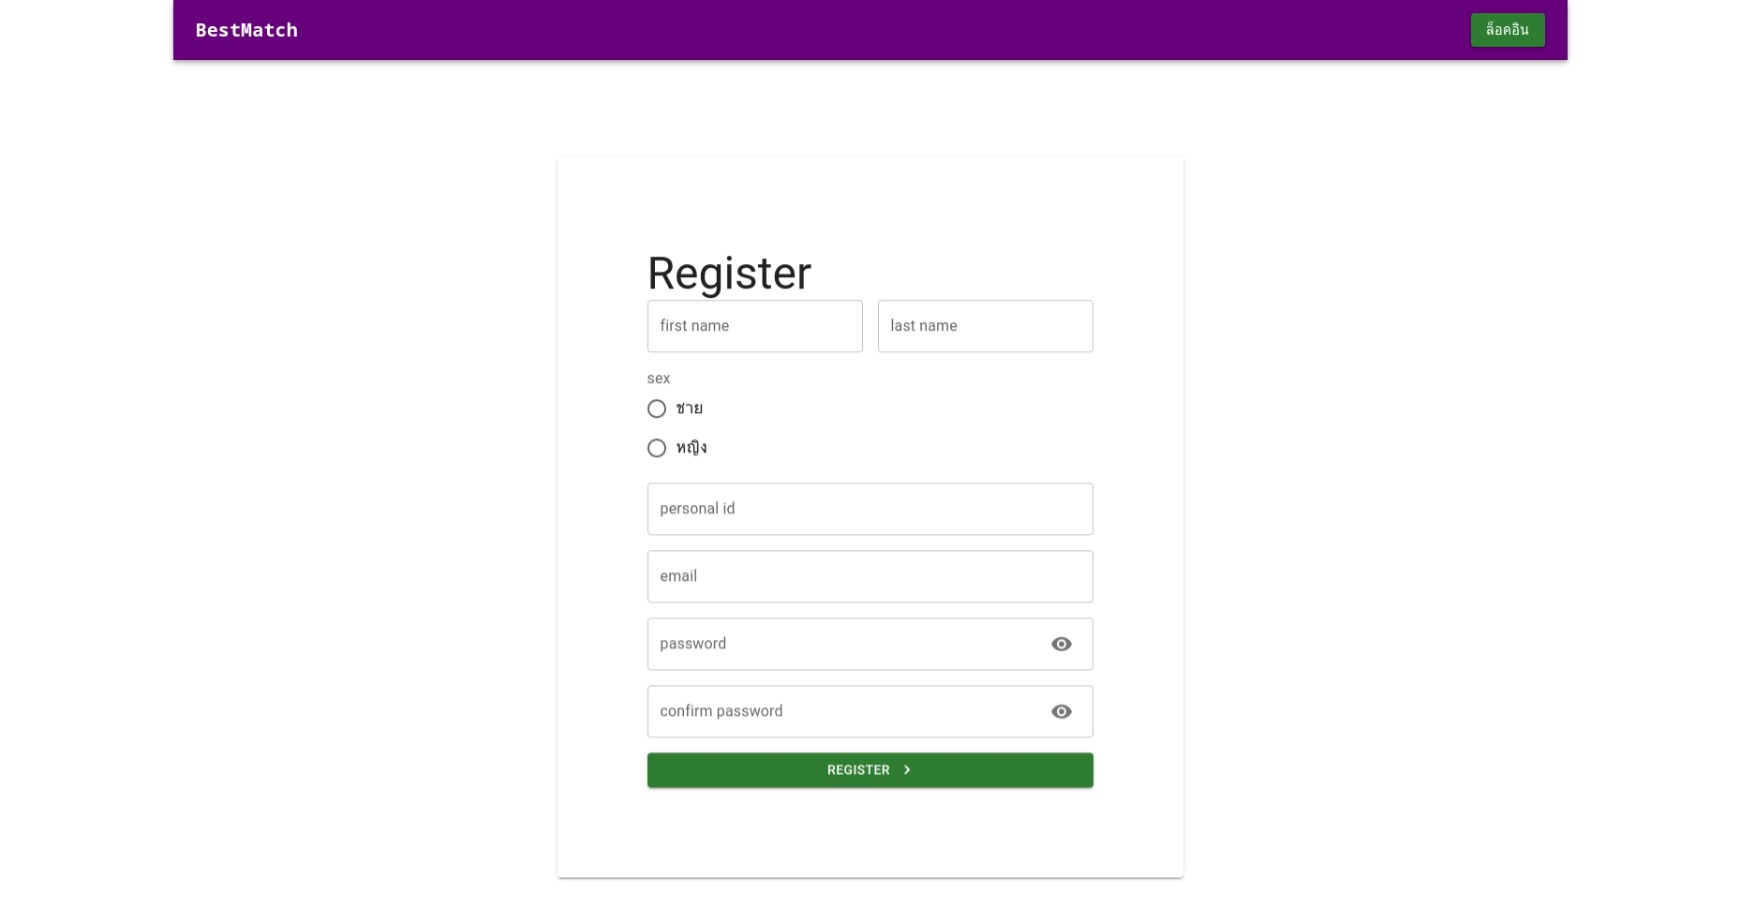 BestMatch
ล็อคอิน
Register
first name
last name
sex
ชาย
หญิง
personal id
email
password
confirm password
REGISTER